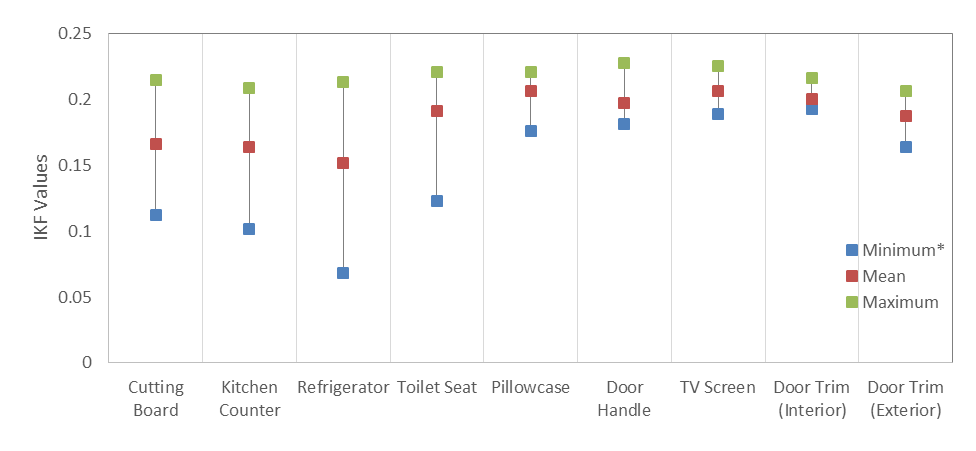 0.25
0.2
0.15
0.1
0.05
0
IKF Values
Minimum*
Mean
Maximum
Cutting Board
Kitchen Counter
Refrigerator
Toilet Seat
Pillowcase
Door Handle
TV Screen
Door Trim (Interior)
Door Trim (Exterior)